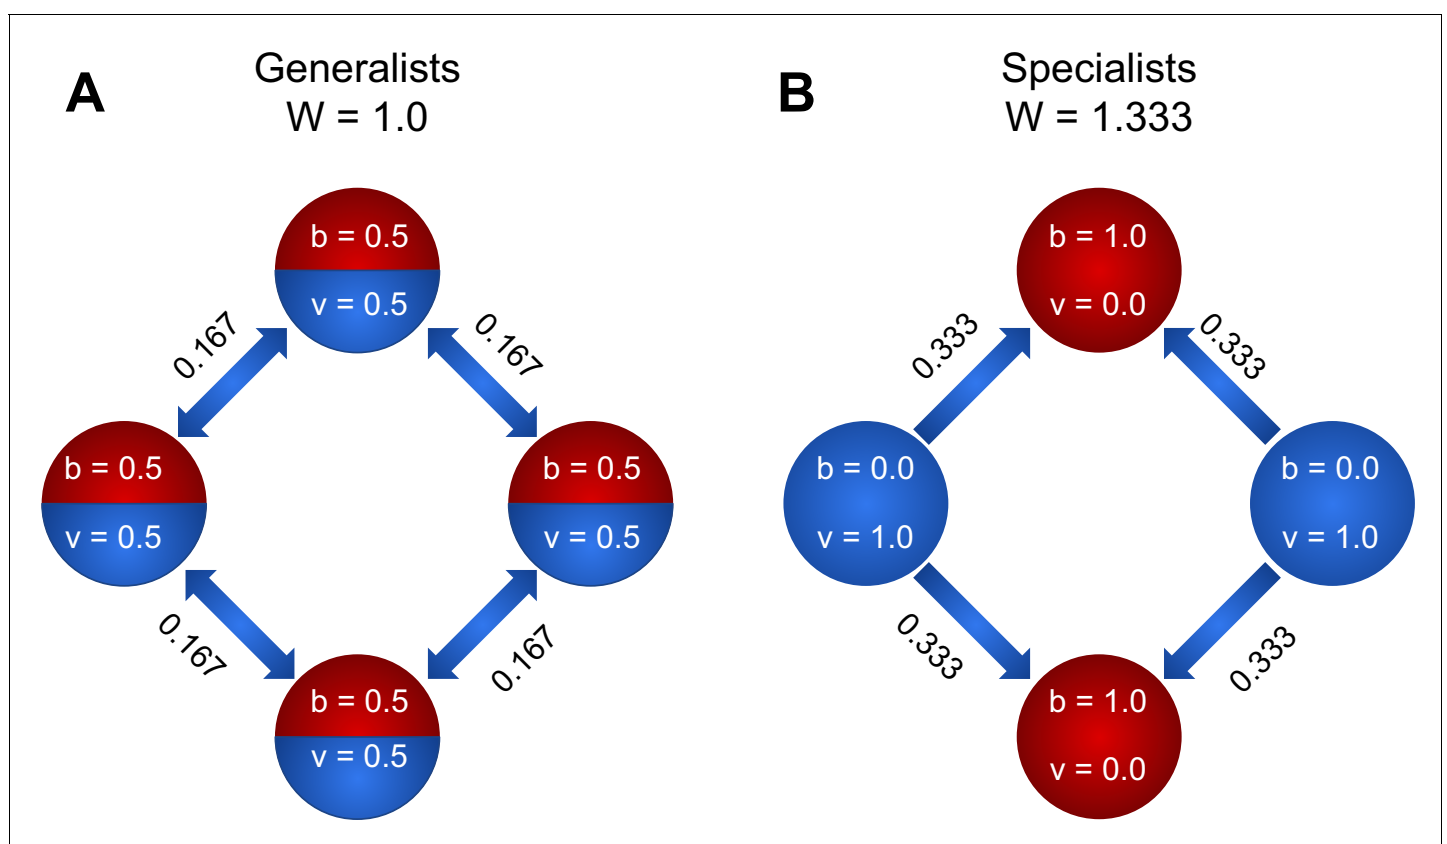 A
Generalists
W = 1.0
b = 0.5
v = 0.5
0.167
0.167
b = 0.5
v = 0.5
b = 0.5
v = 0.5
0.167
0.167
b = 0.5
v = 0.5
B
Specialists
W = 1.333
b = 1.0
v = 0.0
0.333
0.333
b = 0.0
v = 1.0
b = 0.0
v = 1.0
0.333
0.333
b = 1.0
v = 0.0